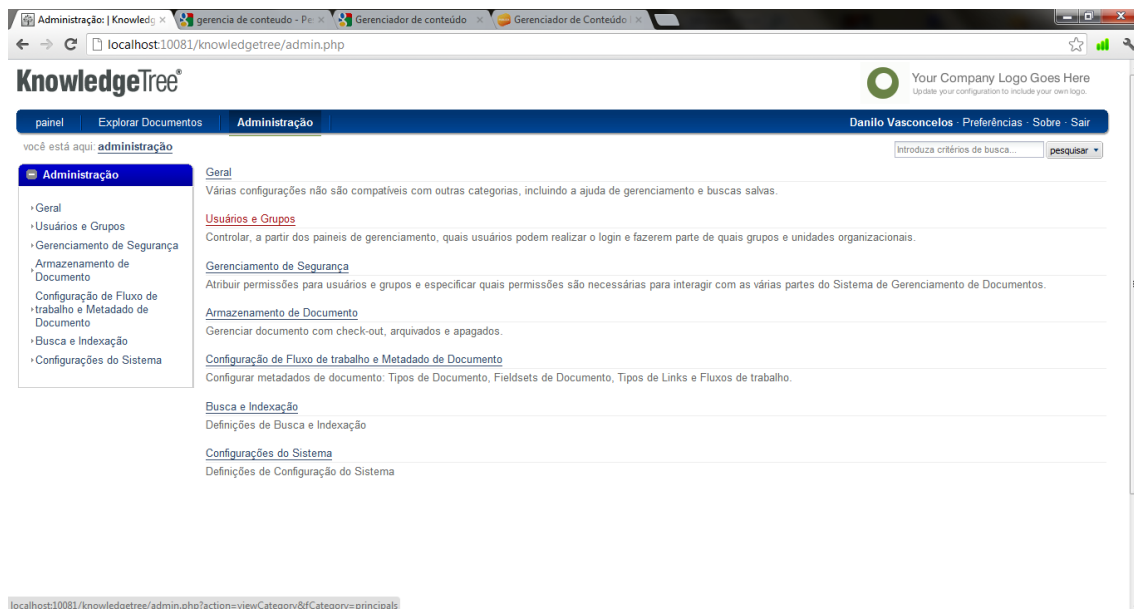 Administração: | Knowledg
gerencia de conteudo - Pe
Gerenciador de conteúdo
Gerenciador de Conteúdo
localhost:10081/knowledgetree/admin.php
KnowledgeTree®
Your Company Logo Goes Here
Update your configuration to include your own logo.
painel Explorar Documentos Administração
Danilo Vasconcelos · Preferências · Sobre · Sair
você está aqui: administração
Introduza critérios de busca... pesquisar
Administração
Geral
Usuários e Grupos
Gerenciamento de Segurança
Armazenamento de
Documento
Configuração de Fluxo de
trabalho e Metadado de
Documento
Busca e Indexação
Configurações do Sistema
Geral
Várias configurações não são compatíveis com outras categorias, incluindo a ajuda de gerenciamento e buscas salvas.
Usuários e Grupos
Controlar, a partir dos paineis de gerenciamento, quais usuários podem realizar o login e fazerem parte de quais grupos e unidades organizacionais.
Gerenciamento de Segurança
Atribuir permissões para usuários e grupos e especificar quais permissões são necessárias para interagir com as várias partes do Sistema de Gerenciamento de Documentos.
Armazenamento de Documento
Gerenciar documento com check-out, arquivados e apagados.
Configuração de Fluxo de trabalho e Metadado de Documento
Configurar metadados de documento: Tipos de Documento, Fieldsets de Documento, Tipos de Links e Fluxos de trabalho.
Busca e Indexação
Definições de Busca e Indexação
Configurações do Sistema
Definições de Configuração do Sistema
localhost:10081/knowledgetree/admin.php?action=viewCategory&fCategory=principals